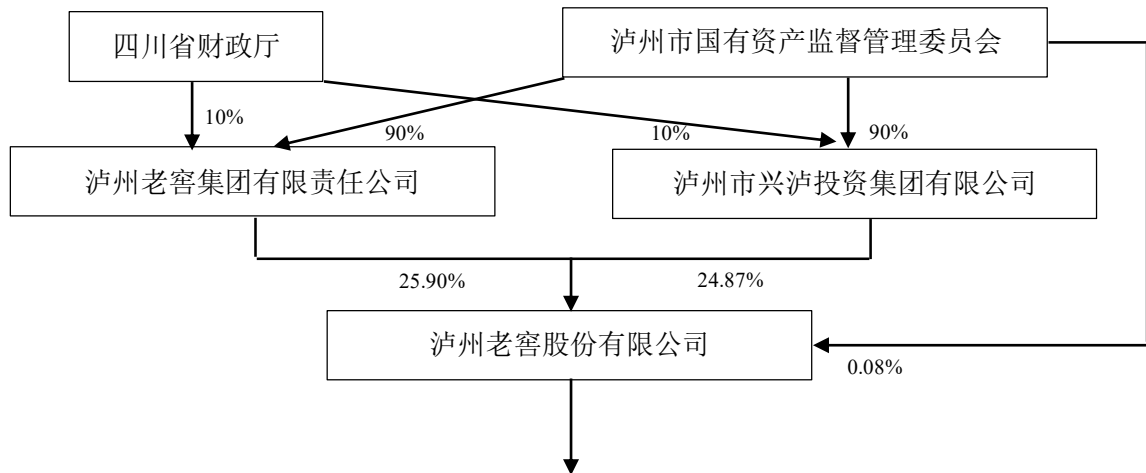 四川省财政厅
泸州市国有资产监督管理委员会
10%
90%
10%
90%
泸州老窖集团有限责任公司
泸州市兴泸投资集团有限公司
25.90%
24.87%
泸州老窖股份有限公司
0.08%